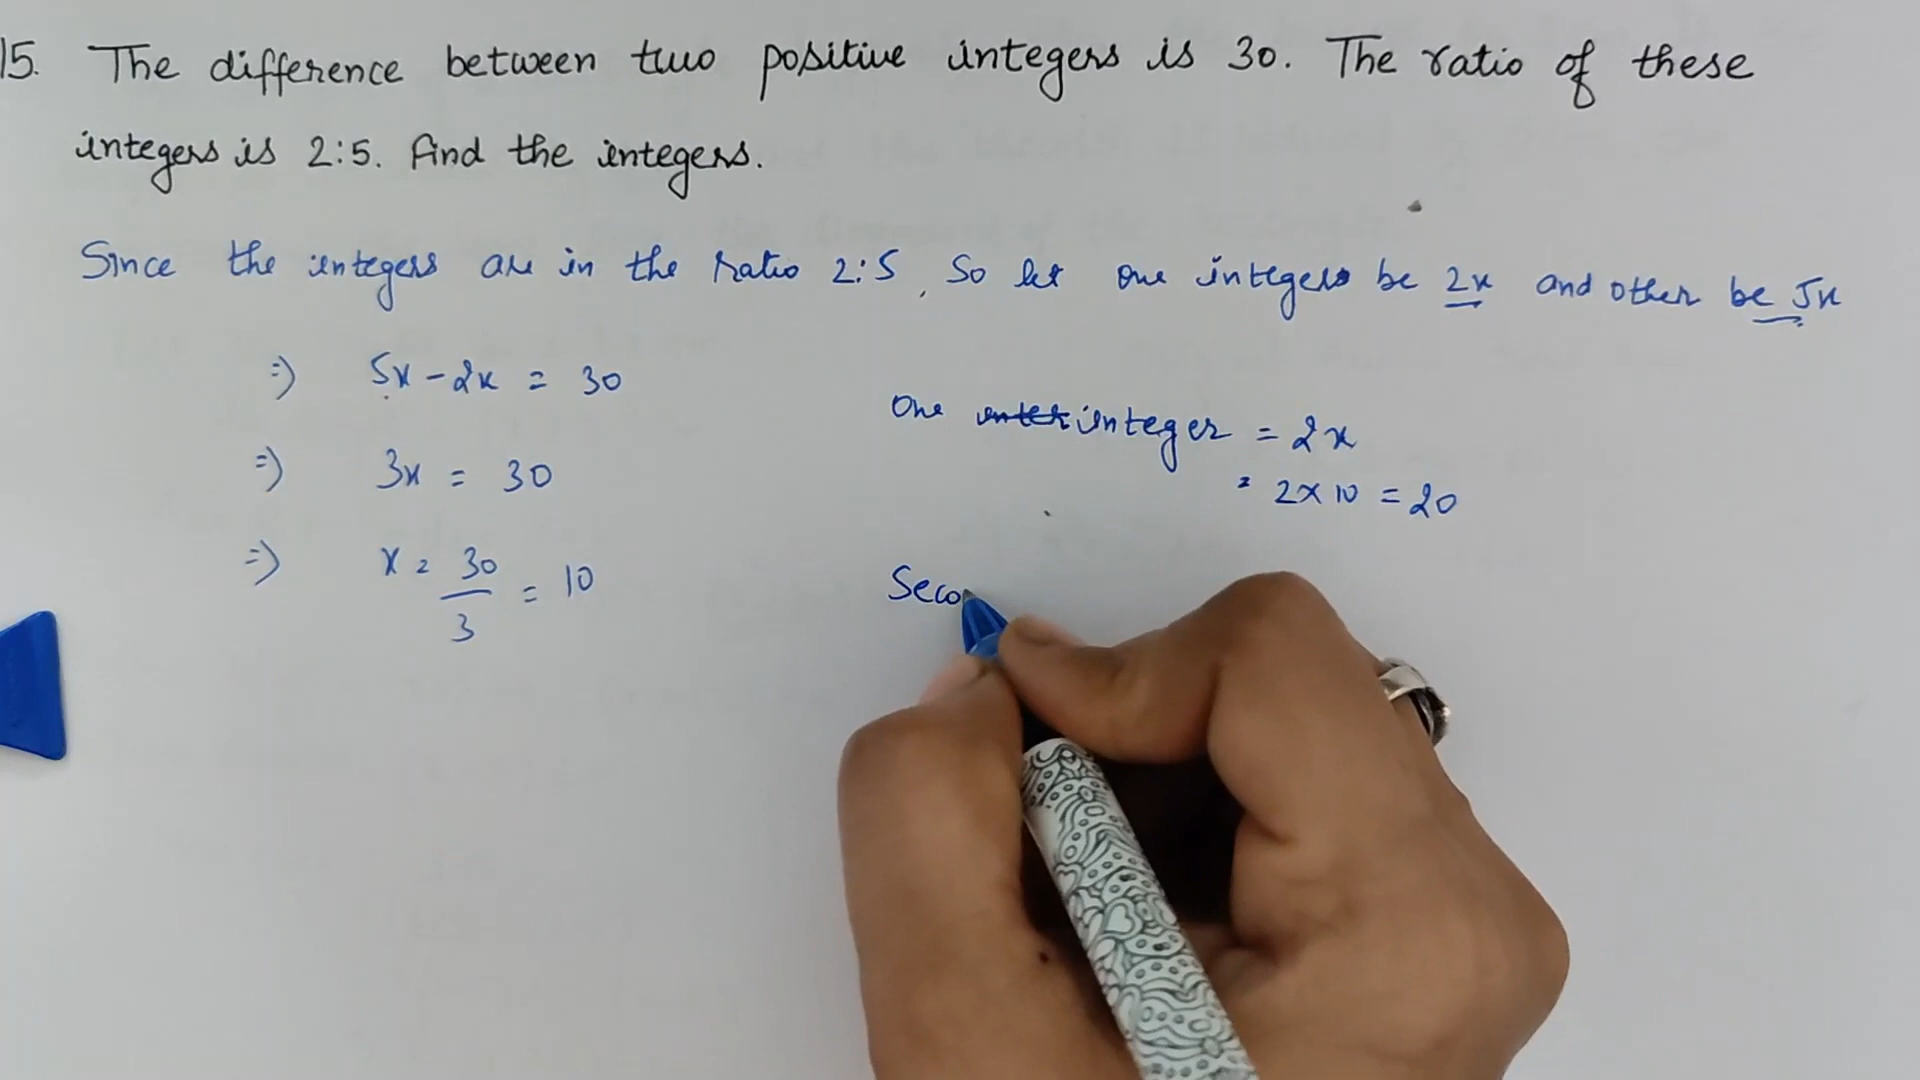 15. The difference between two positive integers is 30. The ratio of these
integers is 2:5. Find the integers.
Since the integers are in the ratio 2:5, So let one integers be 2x and other be 5x
=) 5x - 2x = 30
=) 3x = 30
=) x = 30/3 = 10
One inter integer = 2x
= 2x10 = 20
Seco